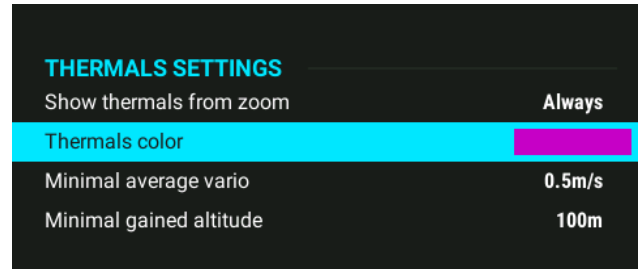 THERMALS SETTINGS
Show thermals from zoom Always
Thermals color
Minimal average vario 0.5m/s
Minimal gained altitude 100m